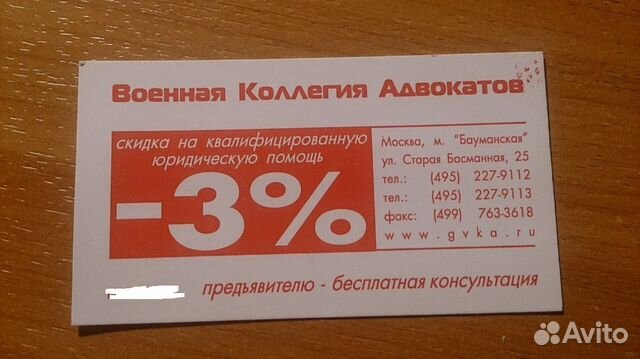 Военная Коллегия Адвокатов
скидка на квалифицированную
юридическую помощь
-3%
Москва, м. "Бауманская"
ул. Старая Басманная, 25
тел.: (495) 227-9112
тел.: (495) 227-9113
факс: (499) 763-3618
www.gvka.ru
предъявителю - бесплатная консультация
Avito